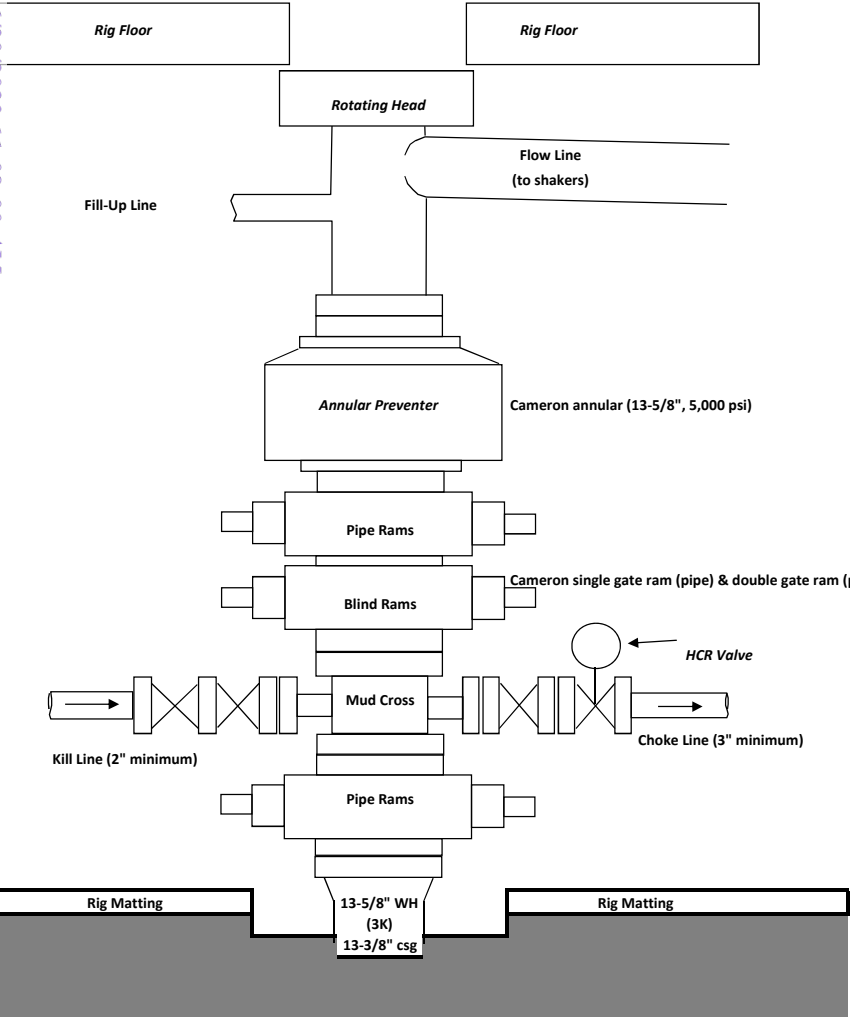 Rig Floor
Rig Floor
Rotating Head
Flow Line
(to shakers)
Fill-Up Line
Annular Preventer
Cameron annular (13-5/8", 5,000 psi)
Pipe Rams
Cameron single gate ram (pipe) & double gate ram (
Blind Rams
HCR Valve
Mud Cross
Choke Line (3" minimum)
Kill Line (2" minimum)
Pipe Rams
Rig Matting
13-5/8" WH
(3K)
13-3/8" csg
Rig Matting